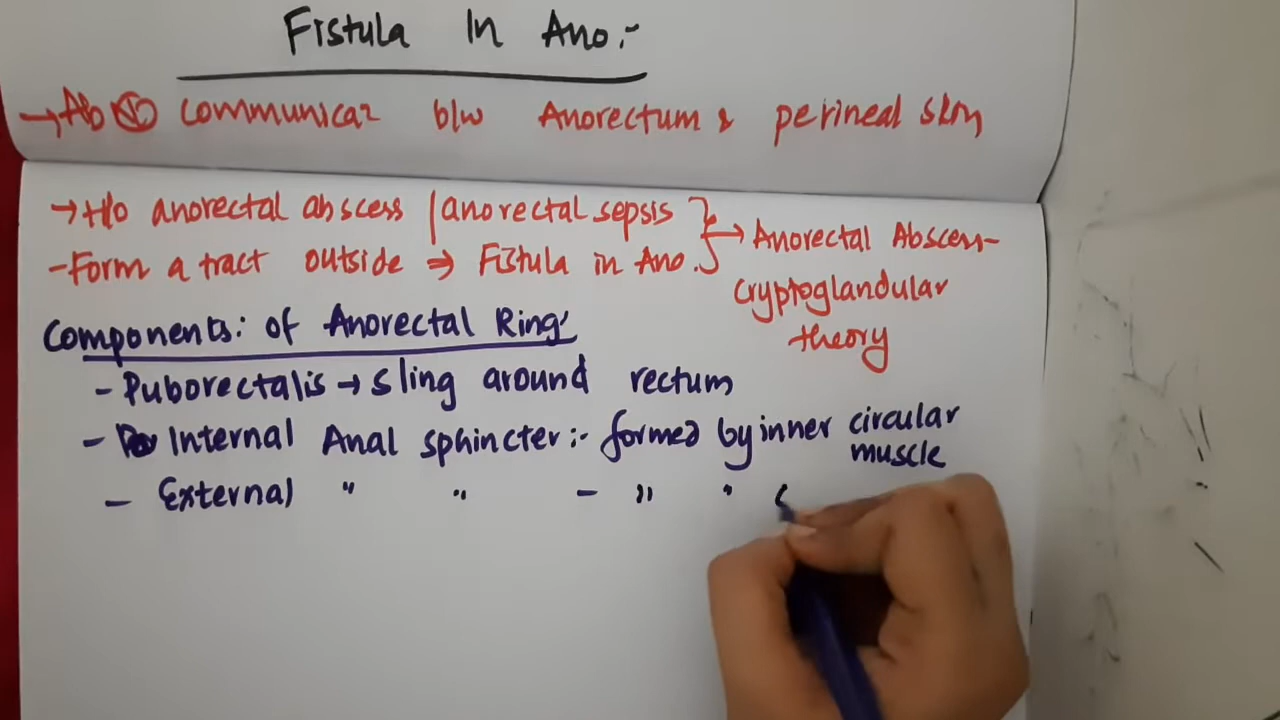 Fistula In Ano:-
→Ab (N) communicaz b/w Anorectum & perineal skin
→H/o anorectal abscess / anorectal sepsis
-Form a tract outside ⇒ Fistula in Ano.
→ Anorectal Abscess-
cryptoglandular
theory
Components: of Anorectal Ring:
- Puborectalis → sling around rectum
- Internal Anal sphincter:- formed by inner circular
muscle
- External " " - " "